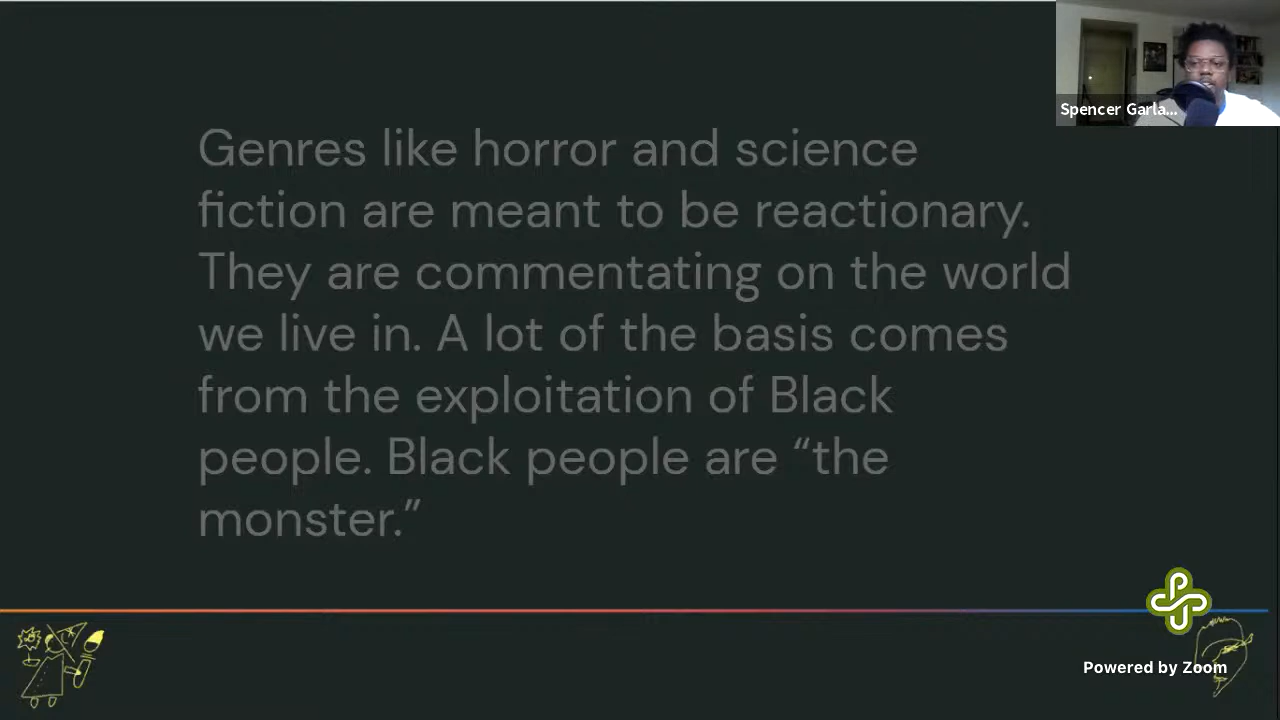 Spencer Garla...
Genres like horror and science
fiction are meant to be reactionary.
They are commentating on the world
we live in. A lot of the basis comes
from the exploitation of Black
people. Black people are “the
monster.”
Powered by Zoom